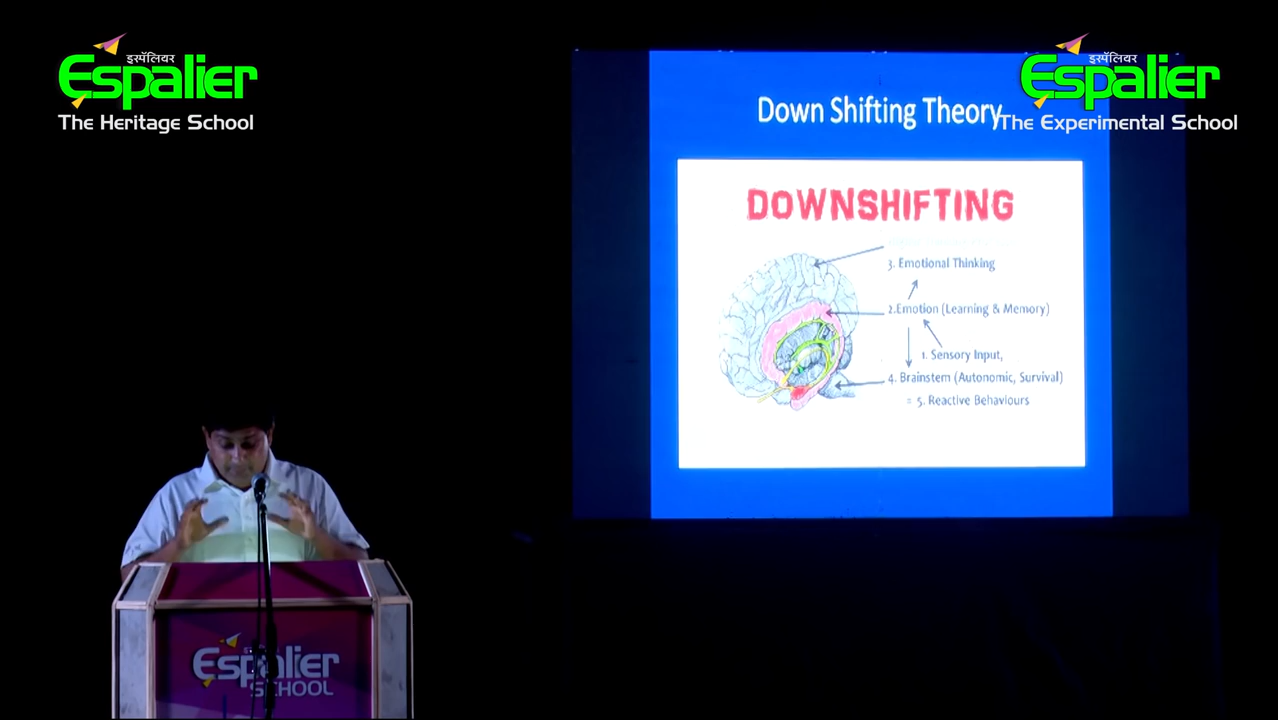 इस्पॅलियर
Espalier
The Heritage School
इस्पॅलियर
Espalier
The Experimental School
Down Shifting Theory
DOWNSHIFTING
3. Emotional Thinking
2.Emotion (Learning & Memory)
1. Sensory Input,
4. Brainstem (Autonomic, Survival)
= 5. Reactive Behaviours
Espalier
SCHOOL